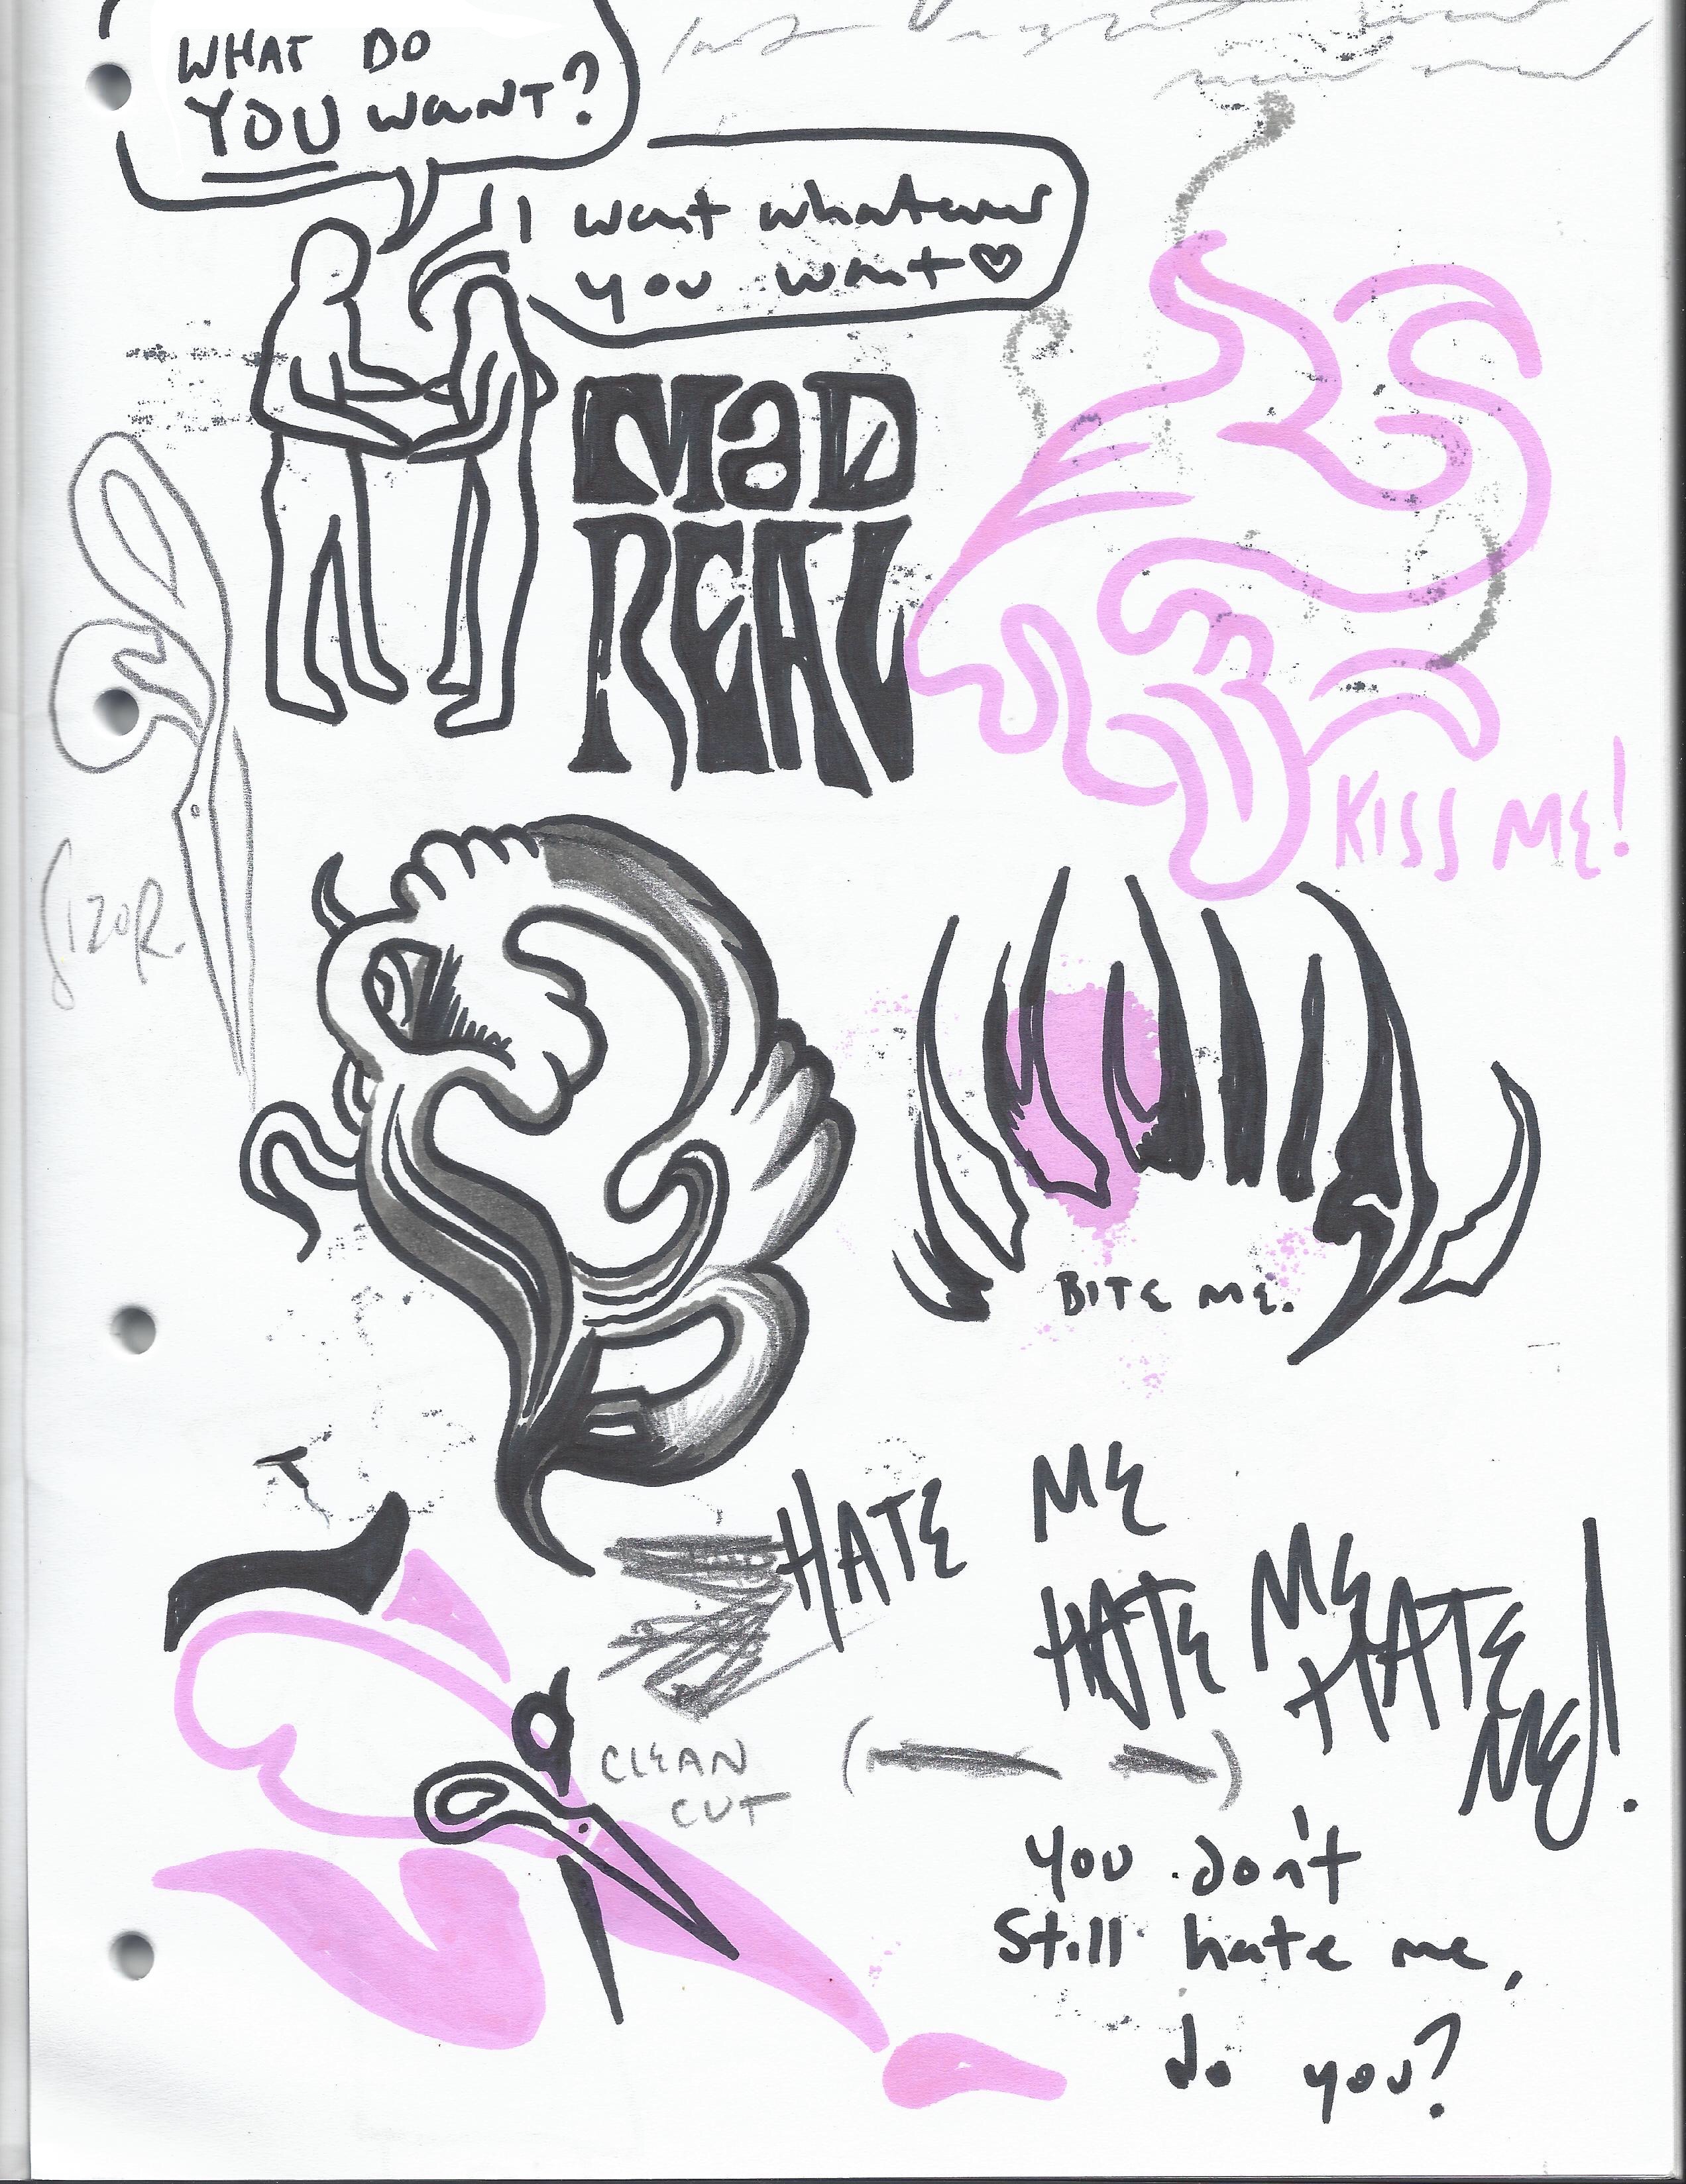 WHAT DO
YOU WANT?
I want whatever
you want♡
MaD
REAL
KISS ME!
SIZOR.
BITE ME.
HATE ME
HATE ME
HATE ME!
CLEAN
CUT
You don't
Still hate me,
do you?